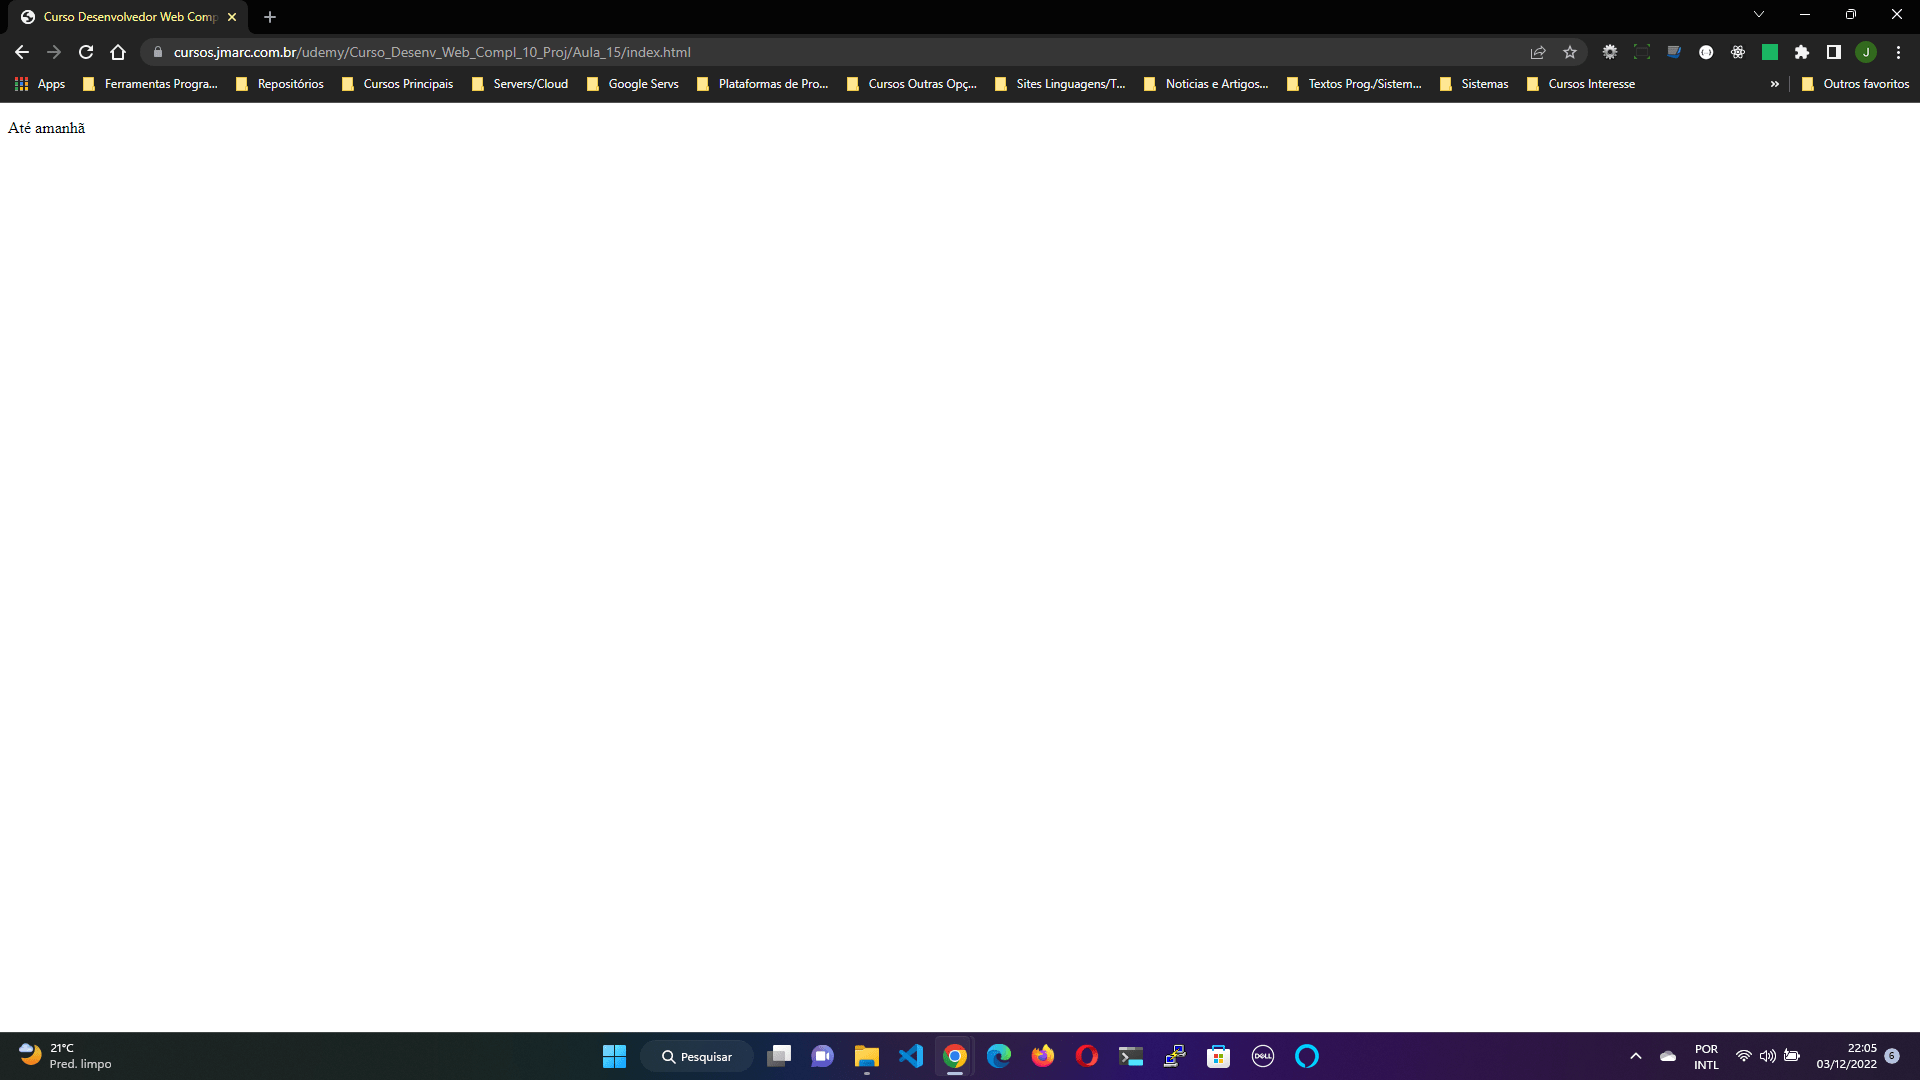 Curso Desenvolvedor Web Comp
cursos.jmarc.com.br/udemy/Curso_Desenv_Web_Compl_10_Proj/Aula_15/index.html
J
Apps
Ferramentas Progra...
Repositórios
Cursos Principais
Servers/Cloud
Google Servs
Plataformas de Pro...
Cursos Outras Opç...
Sites Linguagens/T...
Noticias e Artigos...
Textos Prog./Sistem...
Sistemas
Cursos Interesse
»
Outros favoritos
Até amanhã
21°C
Pred. limpo
Pesquisar
DELL
POR
INTL
22:05
03/12/2022
6